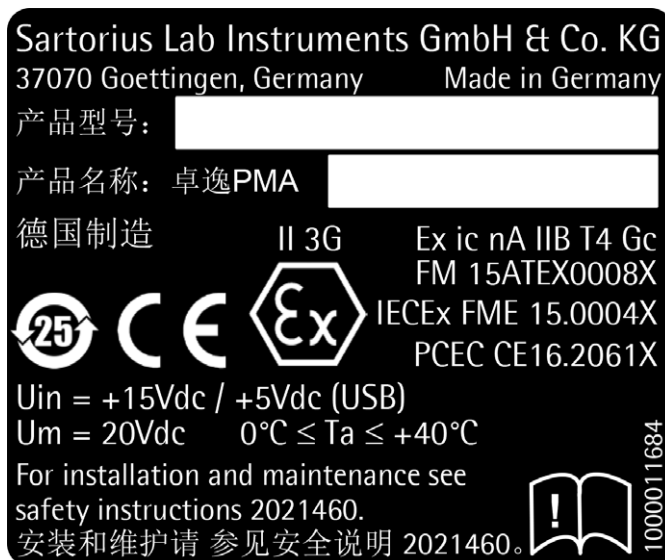 Sartorius Lab Instruments GmbH & Co. KG
37070 Goettingen, Germany Made in Germany
产品型号：
产品名称：卓逸PMA
德国制造 II 3G Ex ic nA IIB T4 Gc
FM 15ATEX0008X
25 CE Ex IECEx FME 15.0004X
PCEC CE16.2061X
Uin = +15Vdc / +5Vdc (USB)
Um = 20Vdc 0°C ≤ Ta ≤ +40°C
For installation and maintenance see
safety instructions 2021460.
安装和维护请 参见安全说明 2021460。
!
1000011684